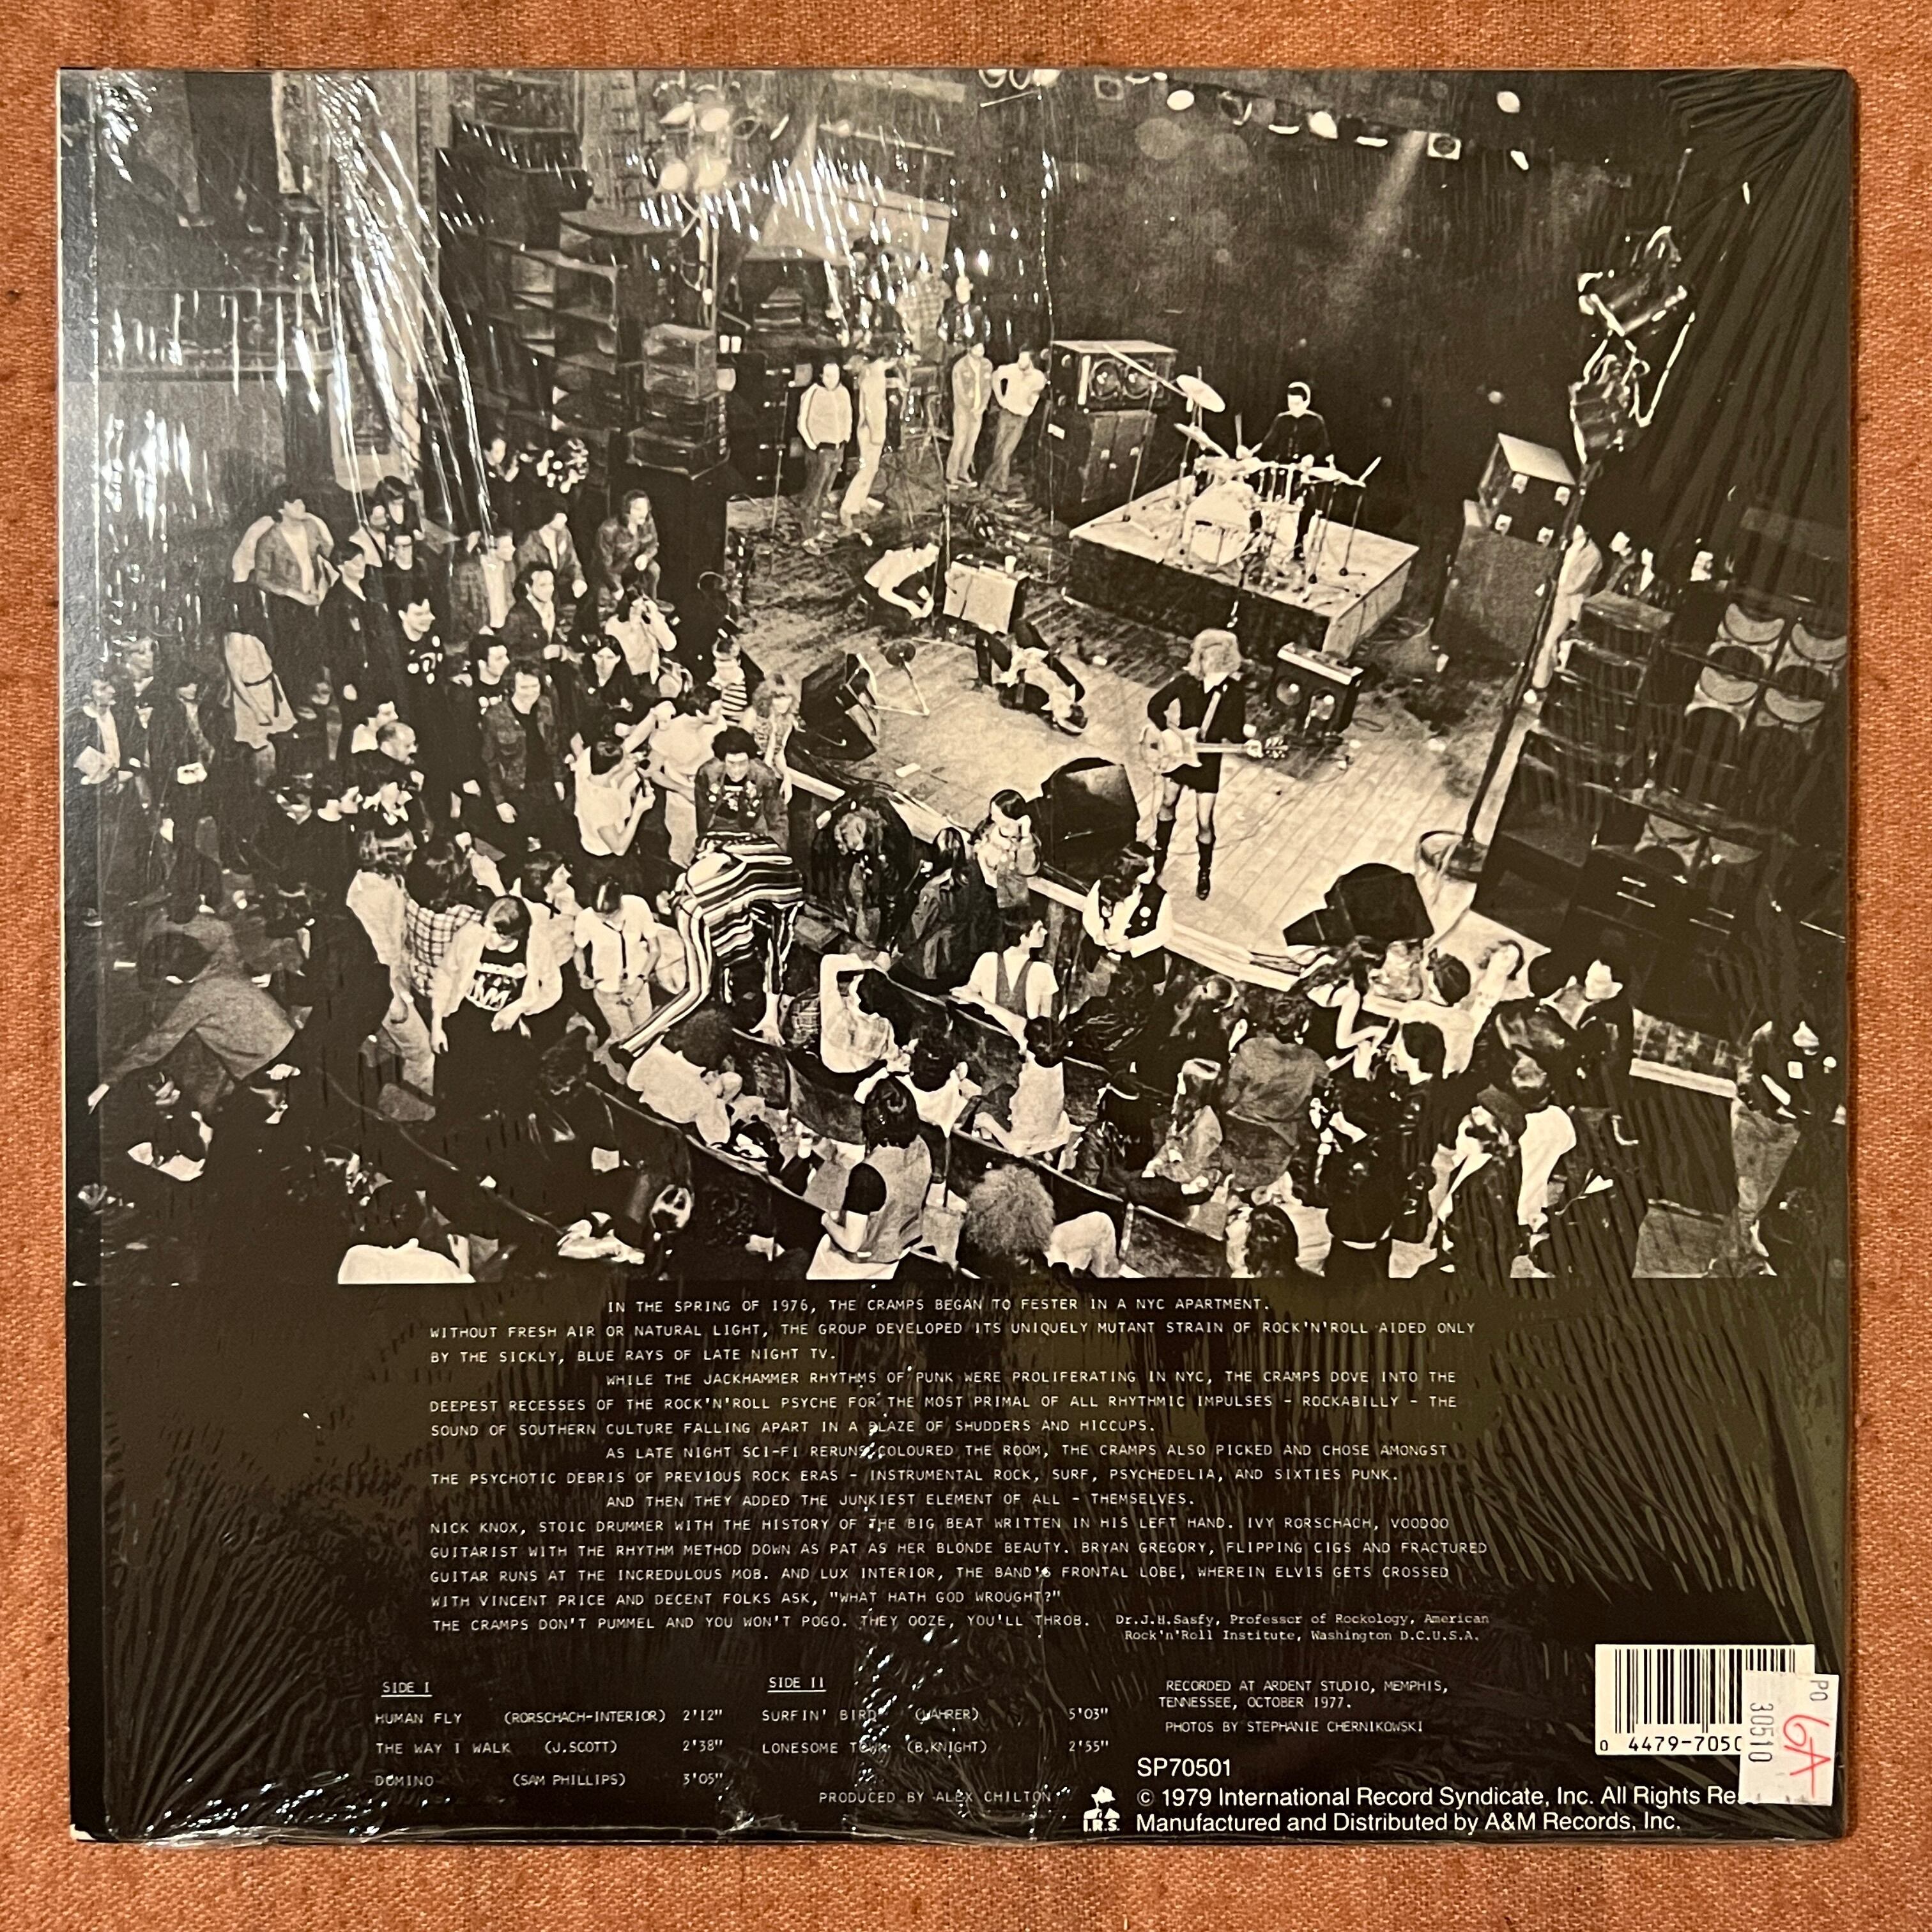 IN THE SPRING OF 1976, THE CRAMPS BEGAN TO FESTER IN A NYC APARTMENT.
WITHOUT FRESH AIR OR NATURAL LIGHT, THE GROUP DEVELOPED ITS UNIQUELY MUTANT STRAIN OF ROCK'N'ROLL AIDED ONLY
BY THE SICKLY, BLUE RAYS OF LATE NIGHT TV.
WHILE THE JACKHAMMER RHYTHMS OF PUNK WERE PROLIFERATING IN NYC, THE CRAMPS DOVE INTO THE
DEEPEST RECESSES OF THE ROCK'N'ROLL PSYCHE FOR THE MOST PRIMAL OF ALL RHYTHMIC IMPULSES - ROCKABILLY - THE
SOUND OF SOUTHERN CULTURE FALLING APART IN A BLAZE OF SHUDDERS AND HICCUPS.
AS LATE NIGHT SCI-FI RERUNS COLOURED THE ROOM, THE CRAMPS ALSO PICKED AND CHOSE AMONGST
THE PSYCHOTIC DEBRIS OF PREVIOUS ROCK ERAS - INSTRUMENTAL ROCK, SURF, PSYCHEDELIA, AND SIXTIES PUNK.
AND THEN THEY ADDED THE JUNKIEST ELEMENT OF ALL - THEMSELVES.
NICK KNOX, STOIC DRUMMER WITH THE HISTORY OF THE BIG BEAT WRITTEN IN HIS LEFT HAND. IVY RORSCHACH, VOODOO
GUITARIST WITH THE RHYTHM METHOD DOWN AS PAT AS HER BLONDE BEAUTY. BRYAN GREGORY, FLIPPING CIGS AND FRACTURED
GUITAR RUNS AT THE INCREDULOUS MOB. AND LUX INTERIOR, THE BAND'S FRONTAL LOBE, WHEREIN ELVIS GETS CROSSED
WITH VINCENT PRICE AND DECENT FOLKS ASK, "WHAT HATH GOD WROUGHT?"
THE CRAMPS DON'T PUMMEL AND YOU WON'T POGO. THEY OOZE, YOU'LL THROB. Dr.J.H.Sasfy, Professor of Rockology, American
Rock'n'Roll Institute, Washington D.C.U.S.A.
SIDE I
HUMAN FLY (RORSCHACH-INTERIOR) 2'12"
THE WAY I WALK (J.SCOTT) 2'38"
DOMINO (SAM PHILLIPS) 3'05"
SIDE II
SURFIN' BIRD (WAHRER) 5'03"
LONESOME TOWN (B.KNIGHT) 2'55"
PRODUCED BY ALEX CHILTON
RECORDED AT ARDENT STUDIO, MEMPHIS,
TENNESSEE, OCTOBER 1977.
PHOTOS BY STEPHANIE CHERNIKOWSKI
SP70501
© 1979 International Record Syndicate, Inc. All Rights
Manufactured and Distributed by A&M Records, Inc.
I.R.S.
0 4479-7050
PO
30510
6A